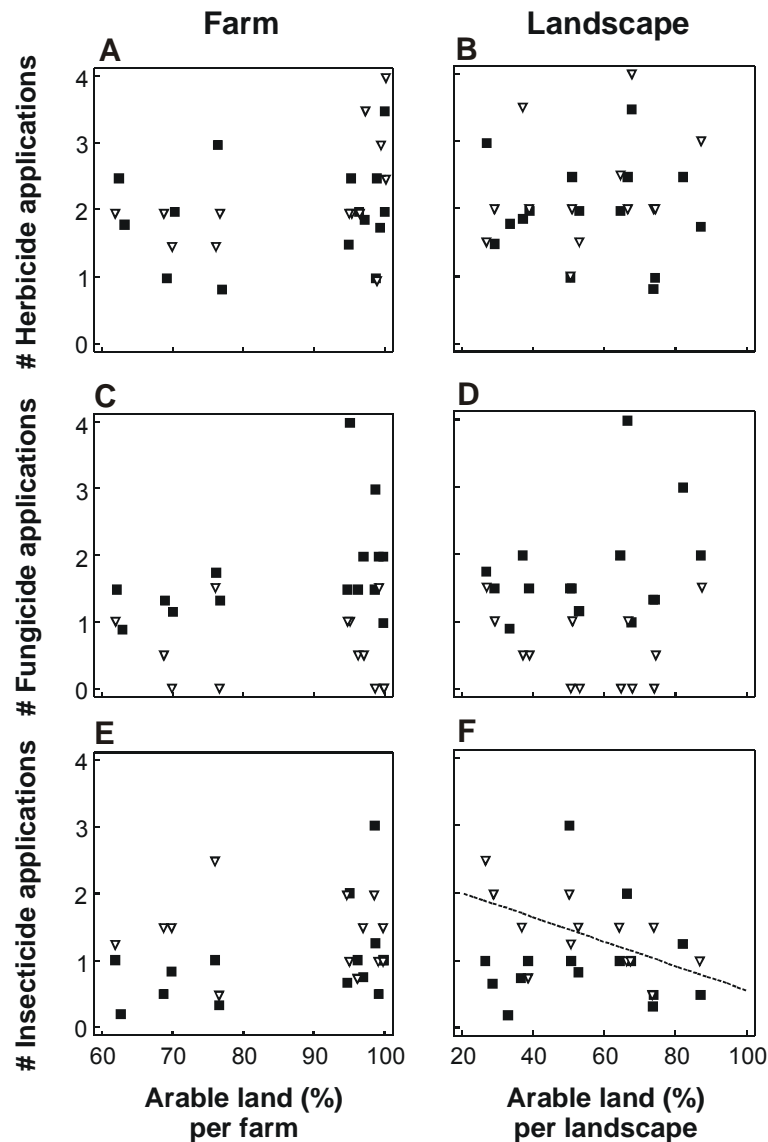 Farm
Landscape
A
B
# Herbicide applications
4
3
2
1
0
C
D
# Fungicide applications
4
3
2
1
0
E
F
# Insecticide applications
4
3
2
1
0
60 70 80 90 100
20 40 60 80 100
Arable land (%)
per farm
Arable land (%)
per landscape